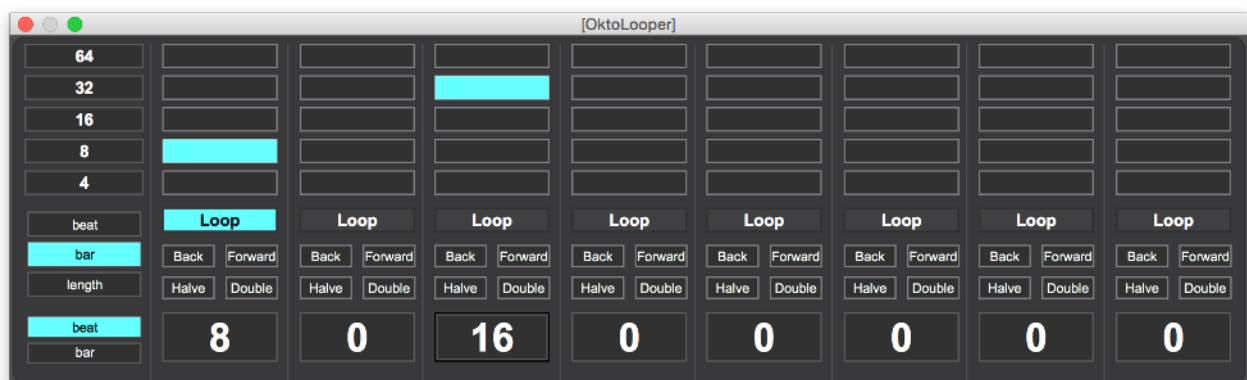 [OktoLooper]
64
32
16
8
4
beat
bar
length
beat
bar
Loop Loop Loop Loop Loop Loop Loop Loop
Back Forward Back Forward Back Forward Back Forward Back Forward Back Forward Back Forward Back Forward
Halve Double Halve Double Halve Double Halve Double Halve Double Halve Double Halve Double Halve Double
8 0 16 0 0 0 0 0